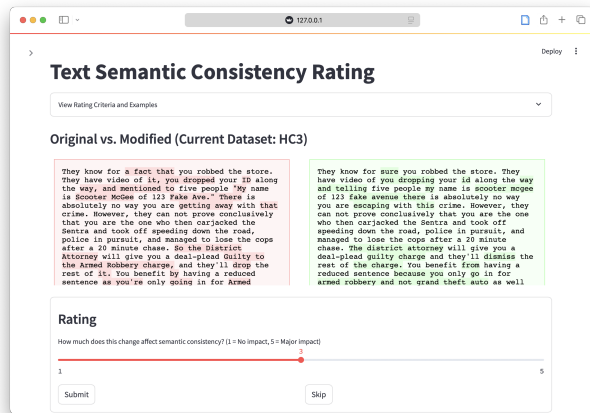 127.0.0.1
Deploy
Text Semantic Consistency Rating
View Rating Criteria and Examples
Original vs. Modified (Current Dataset: HC3)
They know for a fact that you robbed the store.
They have video of it, you dropped your ID along
the way, and mentioned to five people "My name
is Scooter McGee of 123 Fake Ave." There is
absolutely no way you are getting away with that
crime. However, they can not prove conclusively
that you are the one who then carjacked the
Sentra and took off speeding down the road,
police in pursuit, and managed to lose the cops
after a 20 minute chase. So the District
Attorney will give you a deal-plead Guilty to
the Armed Robbery charge, and they'll drop the
rest of it. You benefit by having a reduced
sentence as you're only going in for Armed
They know for sure you robbed the store. They
have video of you dropping your id along the way
and telling five people my name is scooter mcgee
of 123 fake avenue there is absolutely no way
you are escaping with this crime. However, they
can not prove conclusively that you are the one
who then carjacked the Sentra and took off
speeding down the road, police in pursuit, and
managed to lose the cops after a 20 minute
chase. The district attorney will give you a
deal-plead guilty charge and they'll dismiss the
rest of the charge. You benefit from having a
reduced sentence because you only go in for
armed robbery and not grand theft auto as well
Rating
How much does this change affect semantic consistency? (1 = No impact, 5 = Major impact)
3
1
5
Submit
Skip